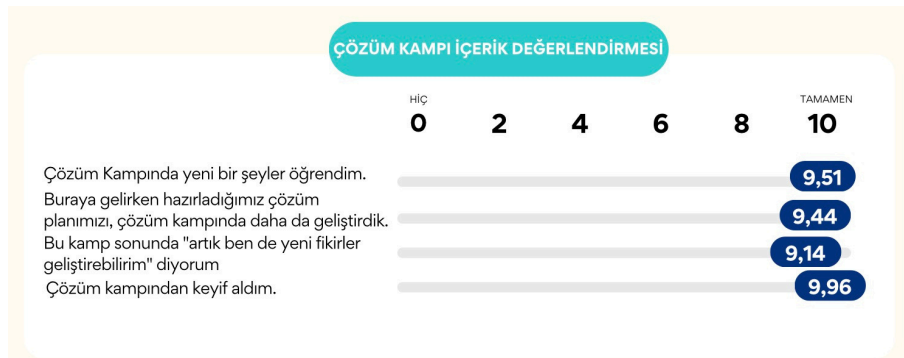 ÇÖZÜM KAMPI İÇERİK DEĞERLENDİRMESİ
HİÇ TAMAMEN
0 2 4 6 8 10
Çözüm Kampında yeni bir şeyler öğrendim. 9,51
Buraya gelirken hazırladığımız çözüm
planımızı, çözüm kampında daha da geliştirdik. 9,44
Bu kamp sonunda "artık ben de yeni fikirler
geliştirebilirim" diyorum 9,14
Çözüm kampından keyif aldım. 9,96